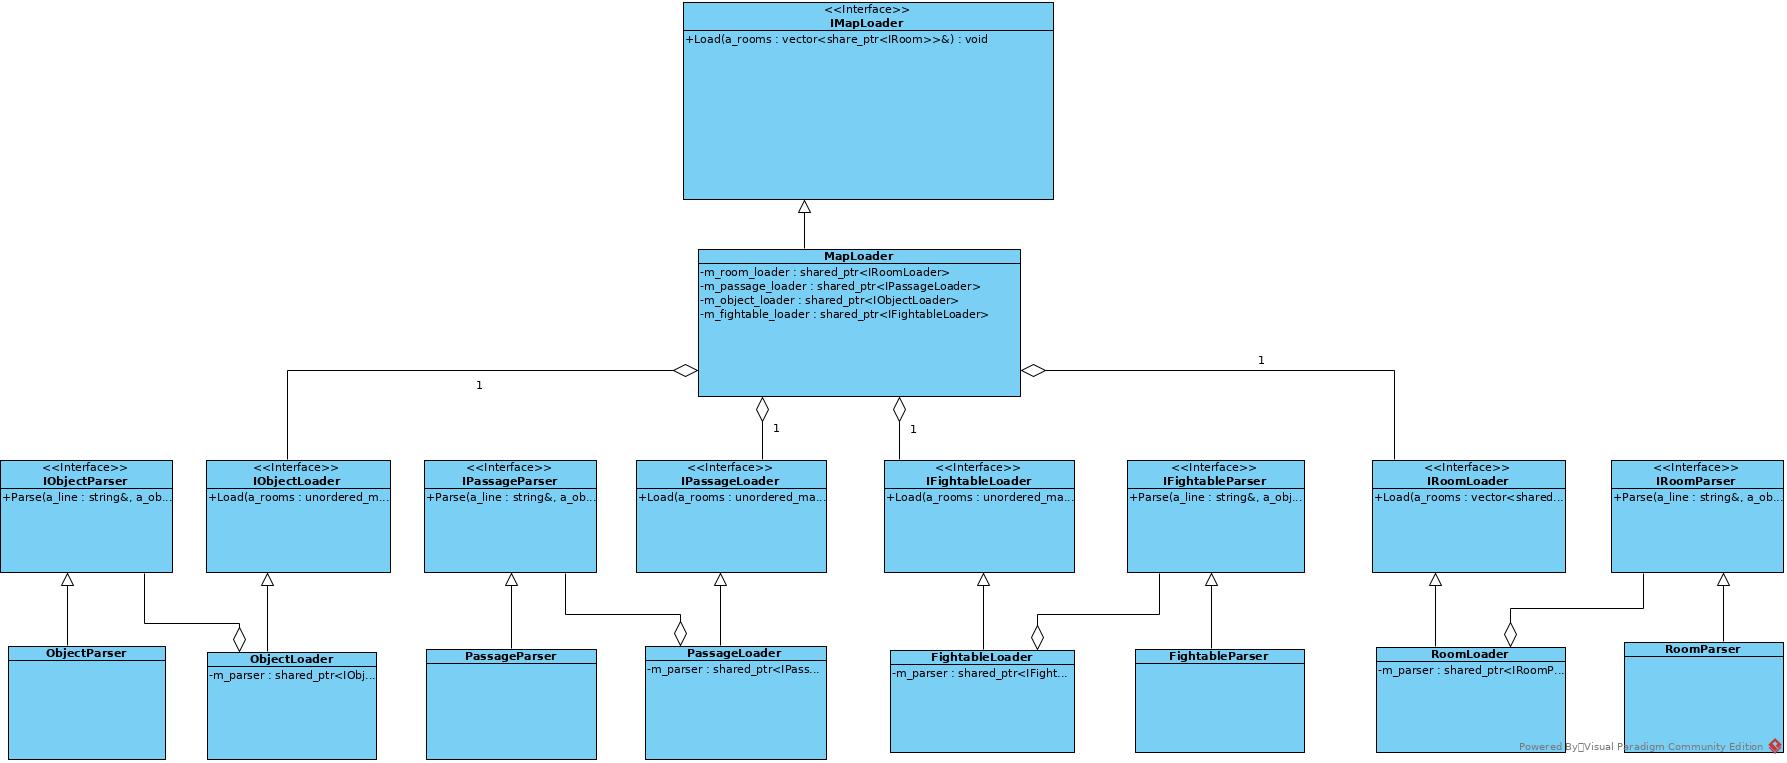 <<Interface>>
IMapLoader
+Load(a_rooms : vector<share_ptr<IRoom>>&) : void
MapLoader
-m_room_loader : shared_ptr<IRoomLoader>
-m_passage_loader : shared_ptr<IPassageLoader>
-m_object_loader : shared_ptr<IObjectLoader>
-m_fightable_loader : shared_ptr<IFightableLoader>
1
1
1
1
<<Interface>>
IObjectParser
+Parse(a_line : string&, a_ob...
<<Interface>>
IObjectLoader
+Load(a_rooms : unordered_m...
<<Interface>>
IPassageParser
+Parse(a_line : string&, a_ob...
<<Interface>>
IPassageLoader
+Load(a_rooms : unordered_ma...
<<Interface>>
IFightableLoader
+Load(a_rooms : unordered_ma...
<<Interface>>
IFightableParser
+Parse(a_line : string&, a_obj...
<<Interface>>
IRoomLoader
+Load(a_rooms : vector<shared...
<<Interface>>
IRoomParser
+Parse(a_line : string&, a_ob...
ObjectParser
ObjectLoader
-m_parser : shared_ptr<IObj...
PassageParser
PassageLoader
-m_parser : shared_ptr<IPass...
FightableLoader
-m_parser : shared_ptr<IFight...
FightableParser
RoomLoader
-m_parser : shared_ptr<IRoomP...
RoomParser
Powered By Visual Paradigm Community Edition